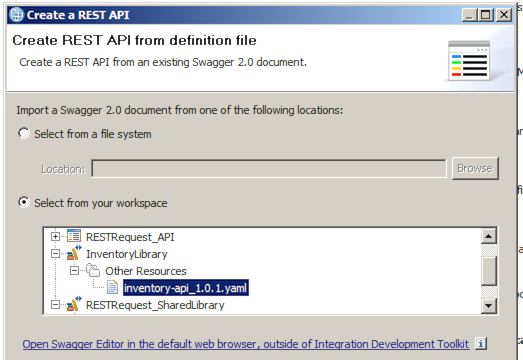 Create a REST API
Create REST API from definition file
Create a REST API from an existing Swagger 2.0 document.
Import a Swagger 2.0 document from one of the following locations:
Select from a file system
Location:
Browse
Select from your workspace
RESTRequest_API
InventoryLibrary
Other Resources
inventory-api_1.0.1.yaml
RESTRequest_SharedLibrary
Open Swagger Editor in the default web browser, outside of Integration Development Toolkit